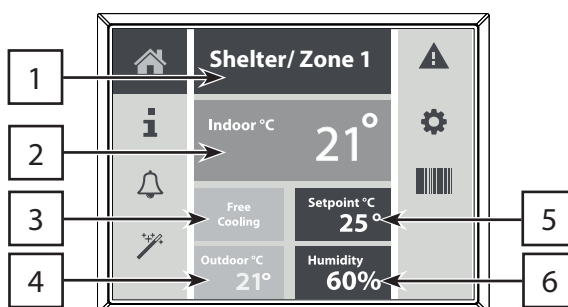 Shelter/ Zone 1
1
Indoor °C
21°
2
Free
Cooling
Setpoint °C
25°
3
5
Outdoor °C
21°
Humidity
60%
4
6